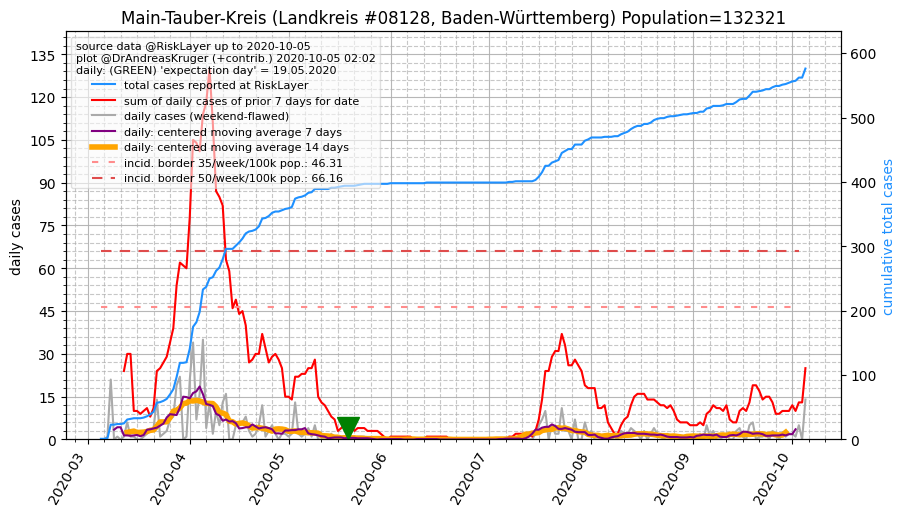 Main-Tauber-Kreis (Landkreis #08128, Baden-Württemberg) Population=132321
source data @RiskLayer up to 2020-10-05
plot @DrAndreasKruger (+contrib.) 2020-10-05 02:02
daily: (GREEN) 'expectation day' = 19.05.2020
total cases reported at RiskLayer
sum of daily cases of prior 7 days for date
daily cases (weekend-flawed)
daily: centered moving average 7 days
daily: centered moving average 14 days
incid. border 35/week/100k pop.: 46.31
incid. border 50/week/100k pop.: 66.16
daily cases
135
120
105
90
75
60
45
30
15
0
cumulative total cases
600
500
400
300
200
100
0
2020-03
2020-04
2020-05
2020-06
2020-07
2020-08
2020-09
2020-10